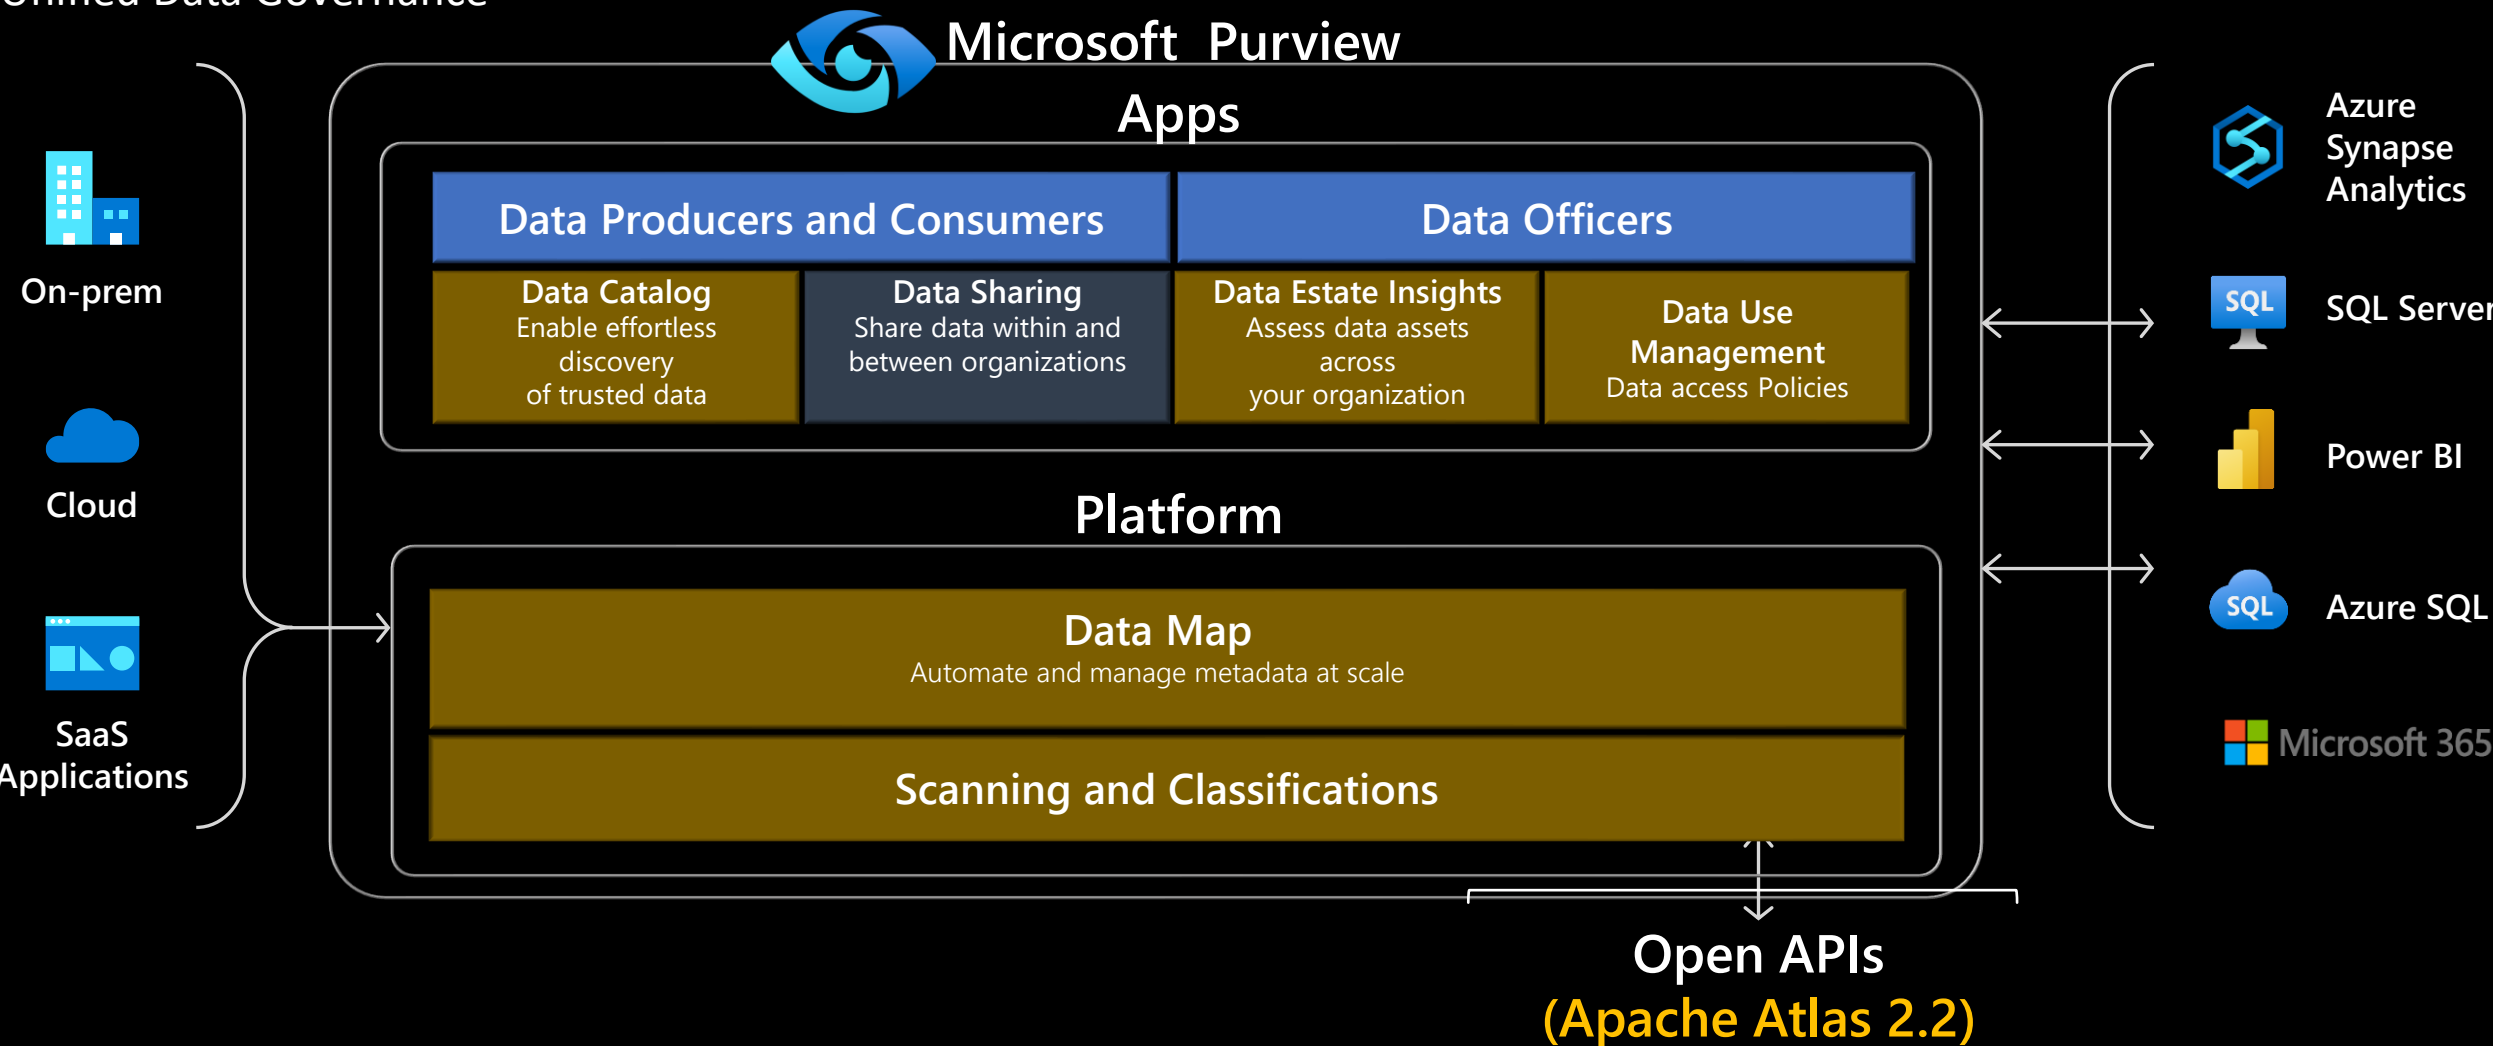 Unified Data Governance
Microsoft Purview
Apps
Data Producers and Consumers
Data Officers
Data Catalog
Enable effortless
discovery
of trusted data
Data Sharing
Share data within and
between organizations
Data Estate Insights
Assess data assets
across
your organization
Data Use
Management
Data access Policies
Platform
Data Map
Automate and manage metadata at scale
Scanning and Classifications
Open APIs
(Apache Atlas 2.2)
On-prem
Cloud
SaaS
Applications
Azure
Synapse
Analytics
SQL
SQL Server
Power BI
SQL
Azure SQL
Microsoft 365